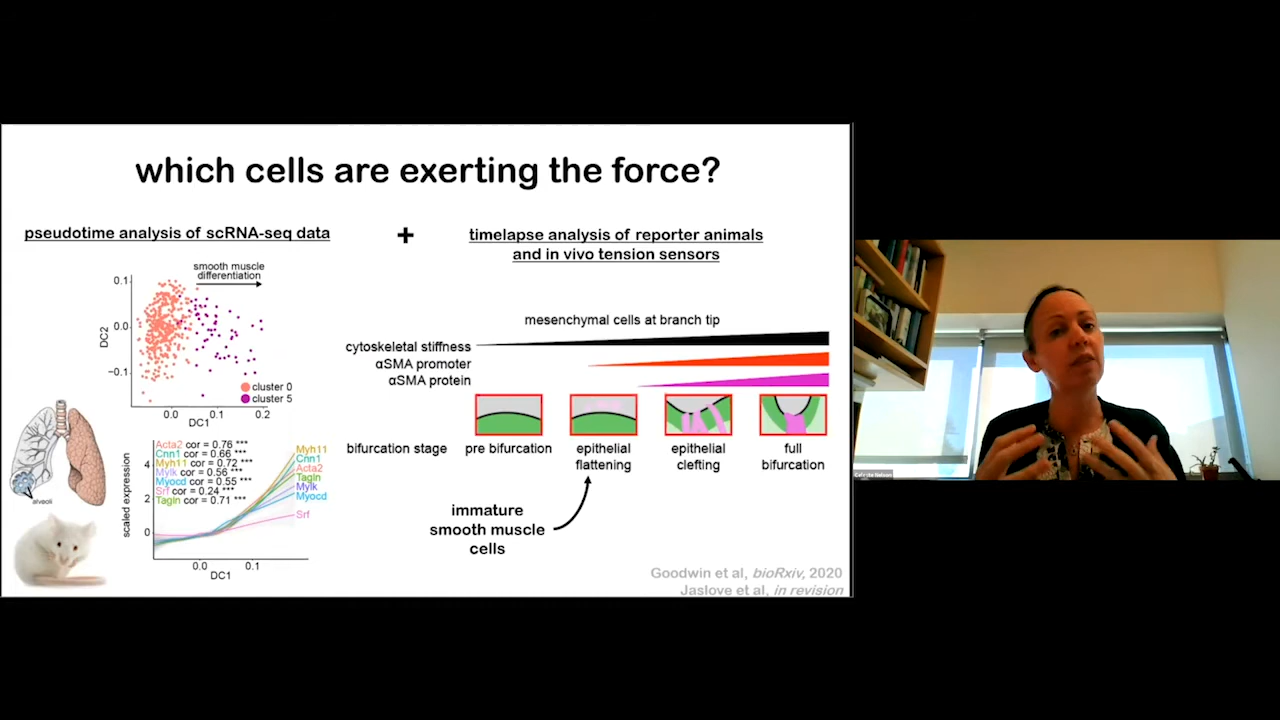 which cells are exerting the force?
pseudotime analysis of scRNA-seq data
+
timelapse analysis of reporter animals
and in vivo tension sensors
smooth muscle
differentiation
0.1
0.0
−0.1
DC2
cluster 0
cluster 5
0.0
0.1
0.2
DC1
Acta2 cor = 0.76 ***
Cnn1 cor = 0.66 ***
Myh11 cor = 0.72 ***
Mylk cor = 0.56 ***
Myocd cor = 0.55 ***
Srf cor = 0.24 ***
Tagln cor = 0.71 ***
Myh11
Cnn1
Acta2
Tagln
Mylk
Myocd
Srf
scaled expression
4
2
0
0.0
0.1
DC1
alveoli
mesenchymal cells at branch tip
cytoskeletal stiffness
αSMA promoter
αSMA protein
bifurcation stage
pre bifurcation
epithelial
flattening
epithelial
clefting
full
bifurcation
immature
smooth muscle
cells
Goodwin et al, bioRxiv, 2020
Jaslove et al, in revision
Celeste Nelson